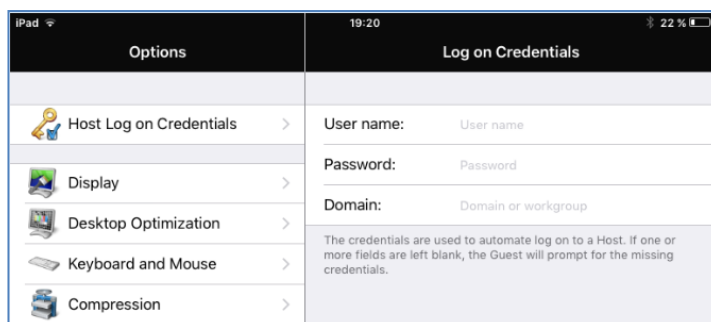 iPad 19:20 22 %
Options
Log on Credentials
Host Log on Credentials
Display
Desktop Optimization
Keyboard and Mouse
Compression
User name: User name
Password: Password
Domain: Domain or workgroup
The credentials are used to automate log on to a Host. If one or
more fields are left blank, the Guest will prompt for the missing
credentials.